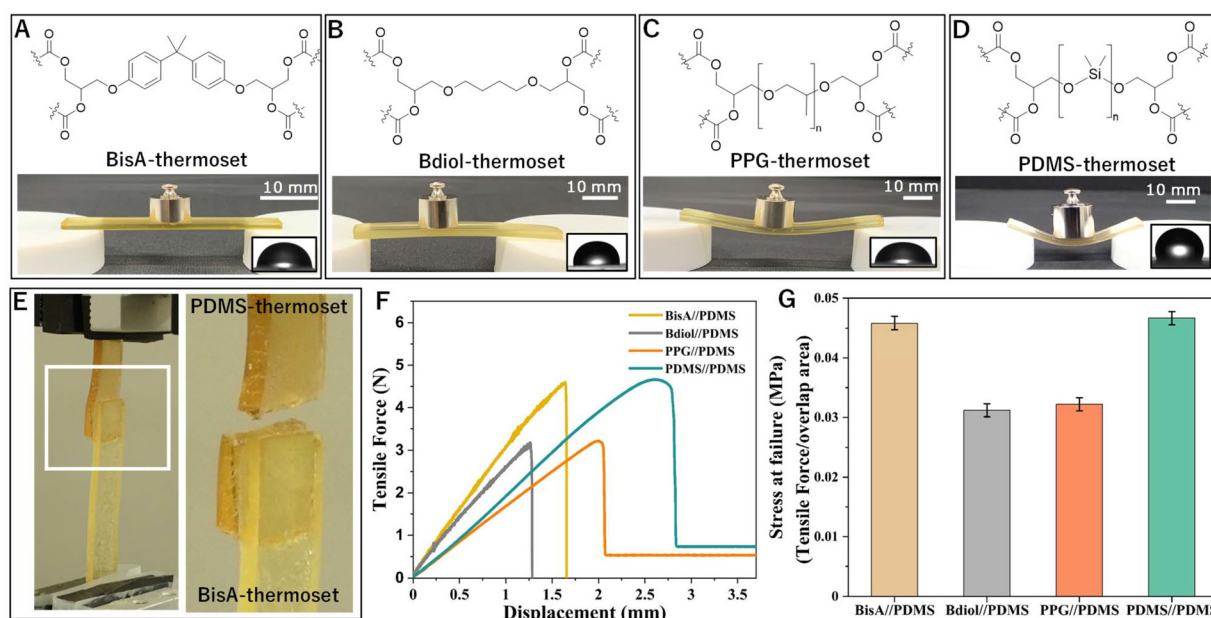 A
O
O
O
O
O
O
O
O
O
O
BisA-thermoset
10 mm
B
O
O
O
O
O
O
O
O
O
O
Bdiol-thermoset
10 mm
C
O
O
O
O
O
O
O
O
O
O
n
PPG-thermoset
10 mm
D
O
O
O
O
Si
O
O
O
O
O
O
n
PDMS-thermoset
10 mm
E
PDMS-thermoset
BisA-thermoset
F
Tensile Force (N)
6
5
4
3
2
1
0
0
0.5
1
1.5
2
2.5
3
3.5
Displacement (mm)
BisA//PDMS
Bdiol//PDMS
PPG//PDMS
PDMS//PDMS
G
Stress at failure (MPa)
(Tensile Force/overlap area)
0.05
0.04
0.03
0.02
0.01
0
BisA//PDMS
Bdiol//PDMS
PPG//PDMS
PDMS//PDMS